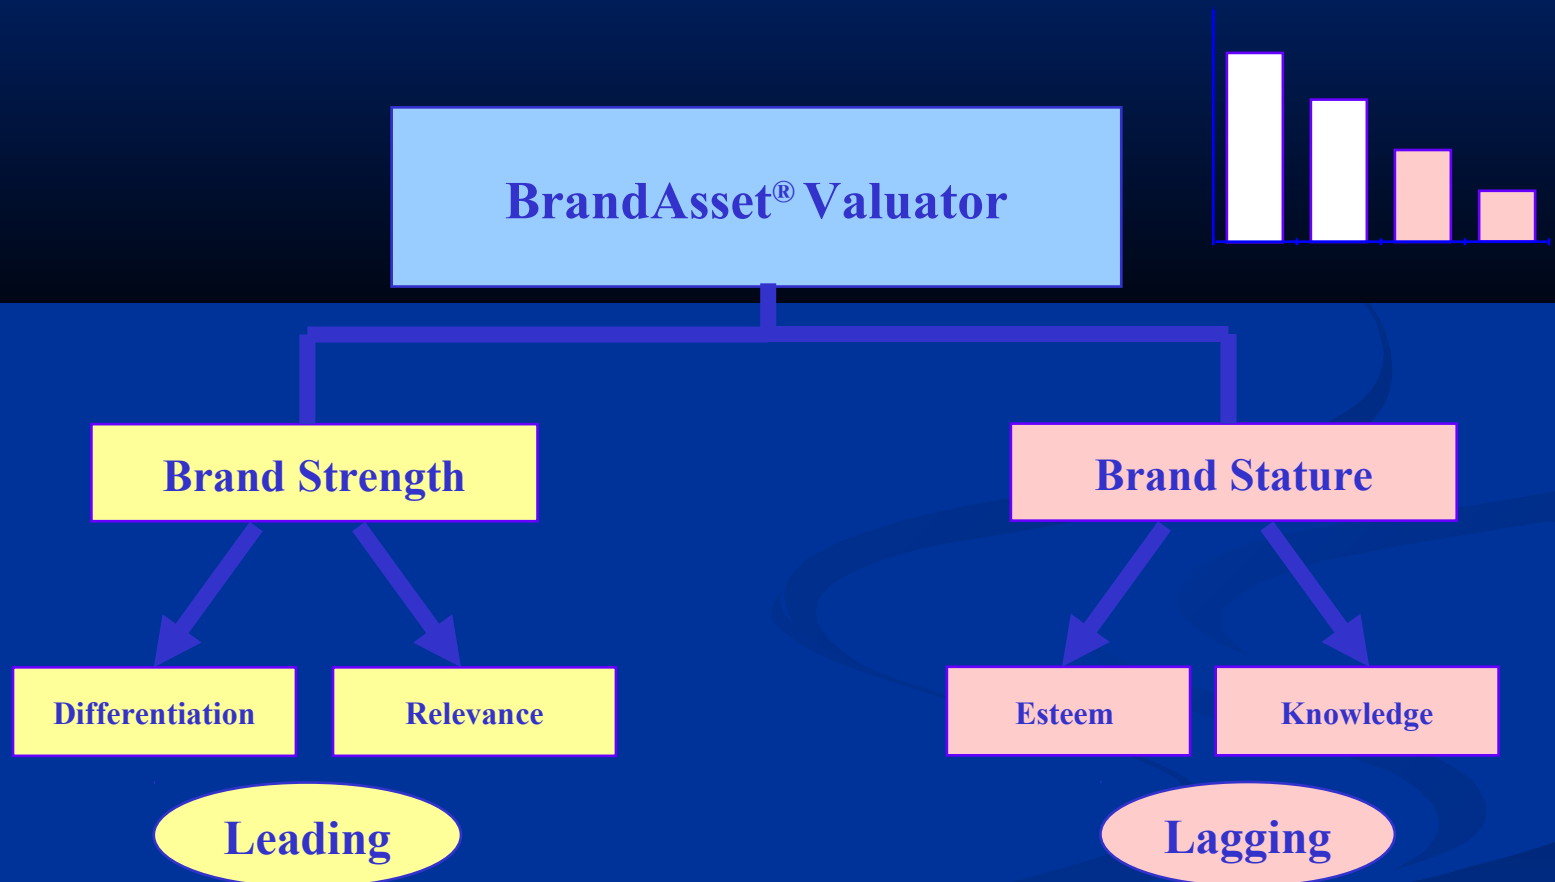 BrandAsset® Valuator
Brand Strength
Brand Stature
Differentiation
Relevance
Esteem
Knowledge
Leading
Lagging